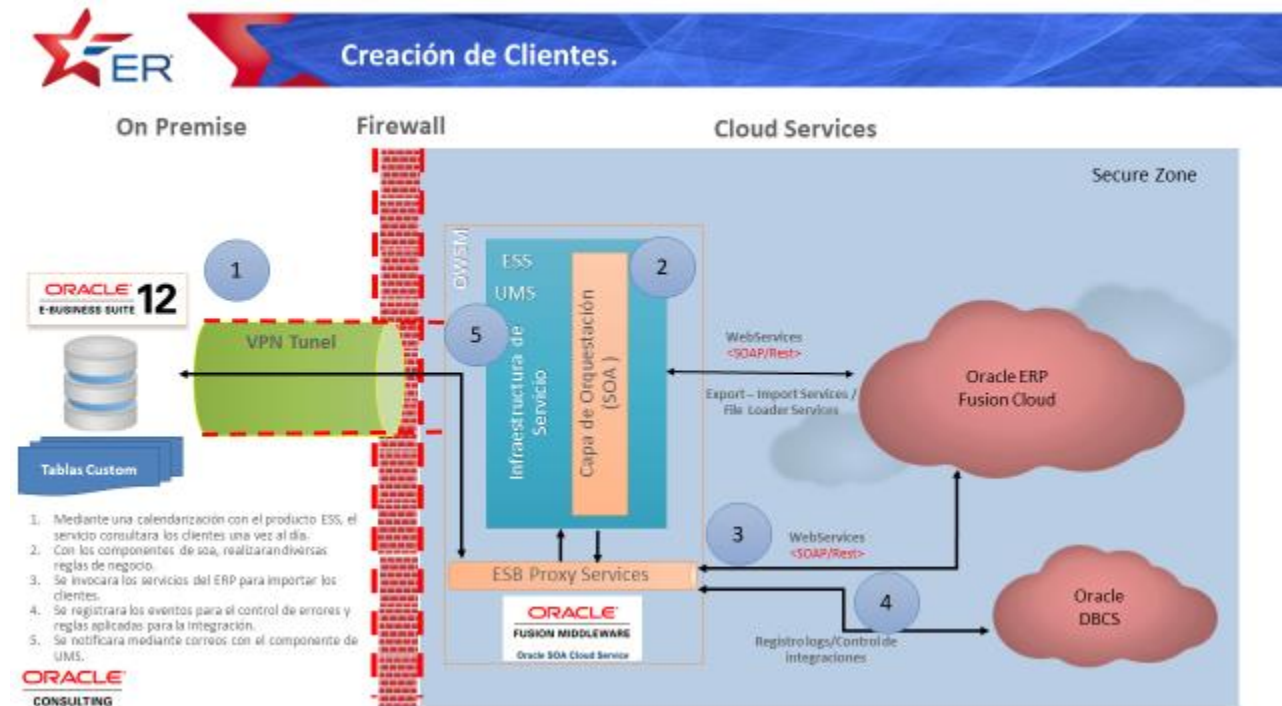 ER
Creación de Clientes.
On Premise
Firewall
Cloud Services
Secure Zone
1
ORACLE
E-BUSINESS SUITE 12
VPN Tunel
Tablas Custom
OWSM
ESS
UMS
Infraestructura de
Servicio
Capa de Orquestación
(SOA )
2
5
WebServices
<SOAP/Rest>
Export – Import Services /
File Loader Services
Oracle ERP
Fusion Cloud
3
WebServices
<SOAP/Rest>
ESB Proxy Services
ORACLE
FUSION MIDDLEWARE
Oracle SOA Cloud Service
4
Registro logs/Control de
integraciones
Oracle
DBCS
1. Mediante una calendarización con el producto ESS, el
servicio consultara los clientes una vez al día.
2. Con los componentes de soa, realizaran diversas
reglas de negocio.
3. Se invocara los servicios del ERP para importar los
clientes.
4. Se registrara los eventos para el control de errores y
reglas aplicadas para la integración.
5. Se notificara mediante correos con el componente de
UMS.
ORACLE
CONSULTING